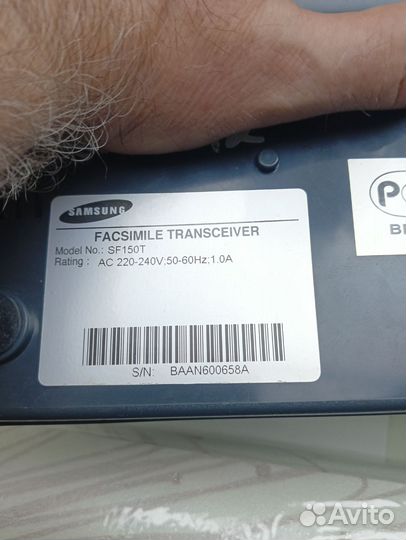 SAMSUNG
FACSIMILE TRANSCEIVER
Model No.: SF150T
Rating : AC 220-240V;50-60Hz;1.0A
S/N: BAAN600658A
Avito